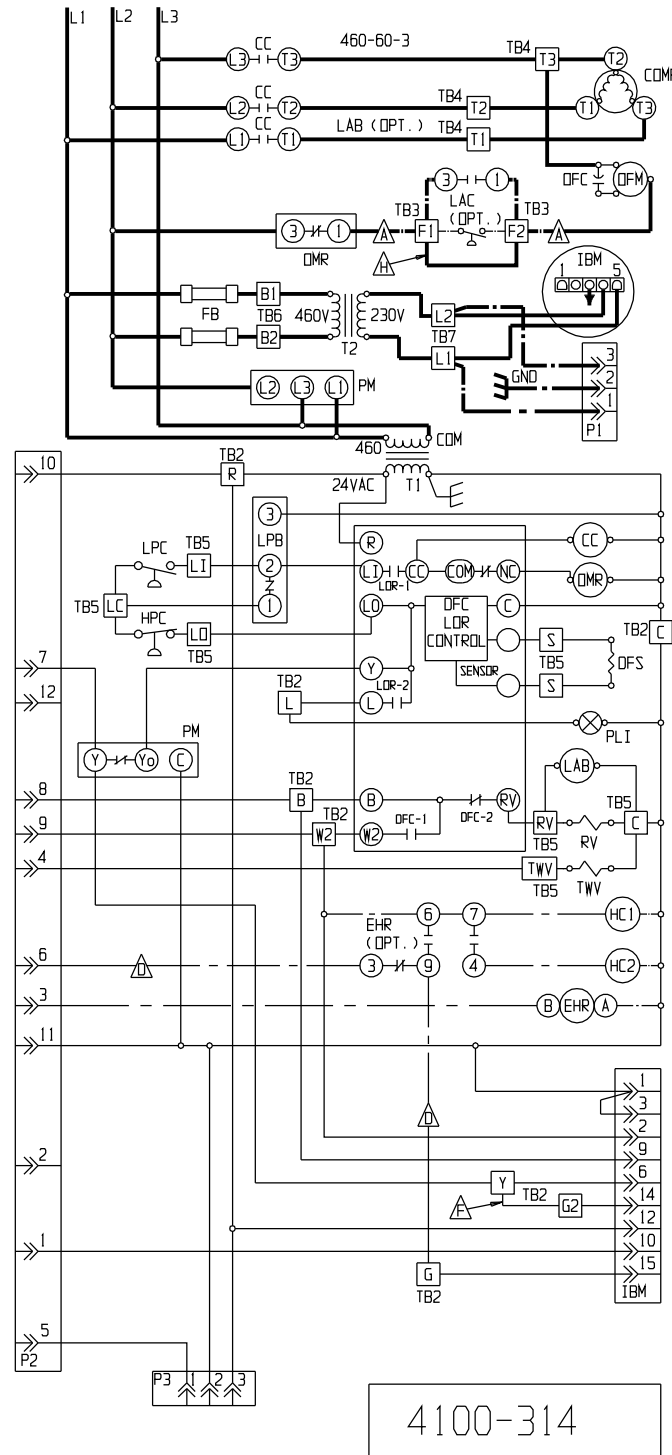 L1 L2 L3
L3 CC T3 460-60-3 TB4 T3 T2
COMP
L2 CC T2 TB4 T2 T1 T3
L1 CC T1 LAB (OPT.) TB4 T1
3 1 OFC OFM
TB3 LAC (OPT.) TB3
3 1 A F1 F2 A
OMR H
IBM
1 5
FB B1 TB6 460V 230V L2
B2 T2 TB7 L1
3
GND 2
1
P1
L2 L3 L1 PM
460 COM
10 TB2 R 24VAC T1
3
LPB R CC
LPC TB5 LI 2 LI LOR-1 CC COM NC OMR
TB5 LC 1 LO OFC LOR CONTROL C
HPC LO TB5 TB2 C
S TB5 OFS
7 Y SENSOR S
12 TB2 L L LOR-2
PLI
PM
Y Yo C
LAB
8 TB2 B B OFC-1 OFC-2 RV TB5
9 TB2 W2 W2 RV TB5 RV C
4 TWV TB5 TWV
6 7 HC1
EHR (OPT.)
6 D 3 9 4 HC2
3 B EHR A
11
1
3
D 2
9
2 Y TB2 6
F G2 14
12
1 10
G TB2 15
IBM
5
P2
P3 1 2 3
4100-314